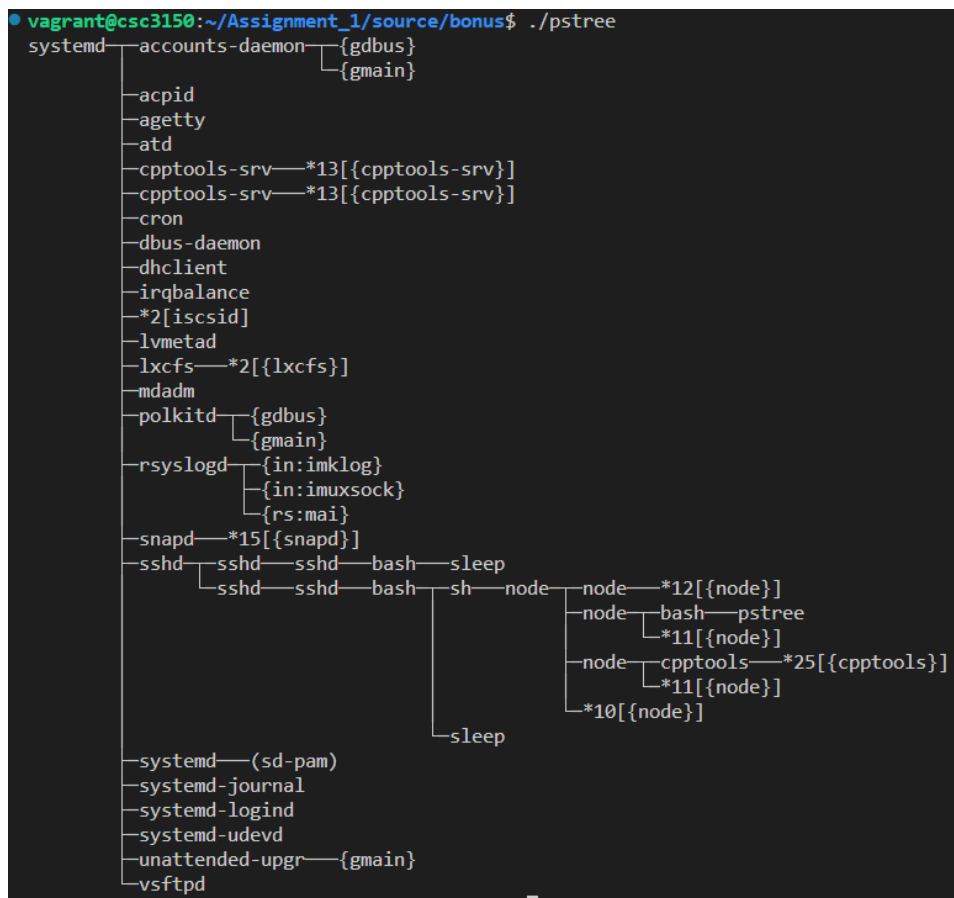 vagrant@csc3150:~/Assignment_1/source/bonus$ ./pstree
systemd─┬─accounts-daemon─┬─{gdbus}
        │                 └─{gmain}
        ├─acpid
        ├─agetty
        ├─atd
        ├─cpptools-srv───*13[{cpptools-srv}]
        ├─cpptools-srv───*13[{cpptools-srv}]
        ├─cron
        ├─dbus-daemon
        ├─dhclient
        ├─irqbalance
        ├─*2[iscsid]
        ├─lvmetad
        ├─lxcfs───*2[{lxcfs}]
        ├─mdadm
        ├─polkitd─┬─{gdbus}
        │         └─{gmain}
        ├─rsyslogd─┬─{in:imklog}
        │          ├─{in:imuxsock}
        │          └─{rs:mai}
        ├─snapd───*15[{snapd}]
        ├─sshd─┬─sshd───sshd───bash───sleep
        │      └─sshd───sshd───bash─┬─sh───node─┬─node───*12[{node}]
        │                           │           ├─node─┬─bash───pstree
        │                           │           │      └─*11[{node}]
        │                           │           ├─node─┬─cpptools───*25[{cpptools}]
        │                           │           │      └─*11[{node}]
        │                           │           └─*10[{node}]
        │                           └─sleep
        ├─systemd───(sd-pam)
        ├─systemd-journal
        ├─systemd-logind
        ├─systemd-udevd
        ├─unattended-upgr───{gmain}
        └─vsftpd